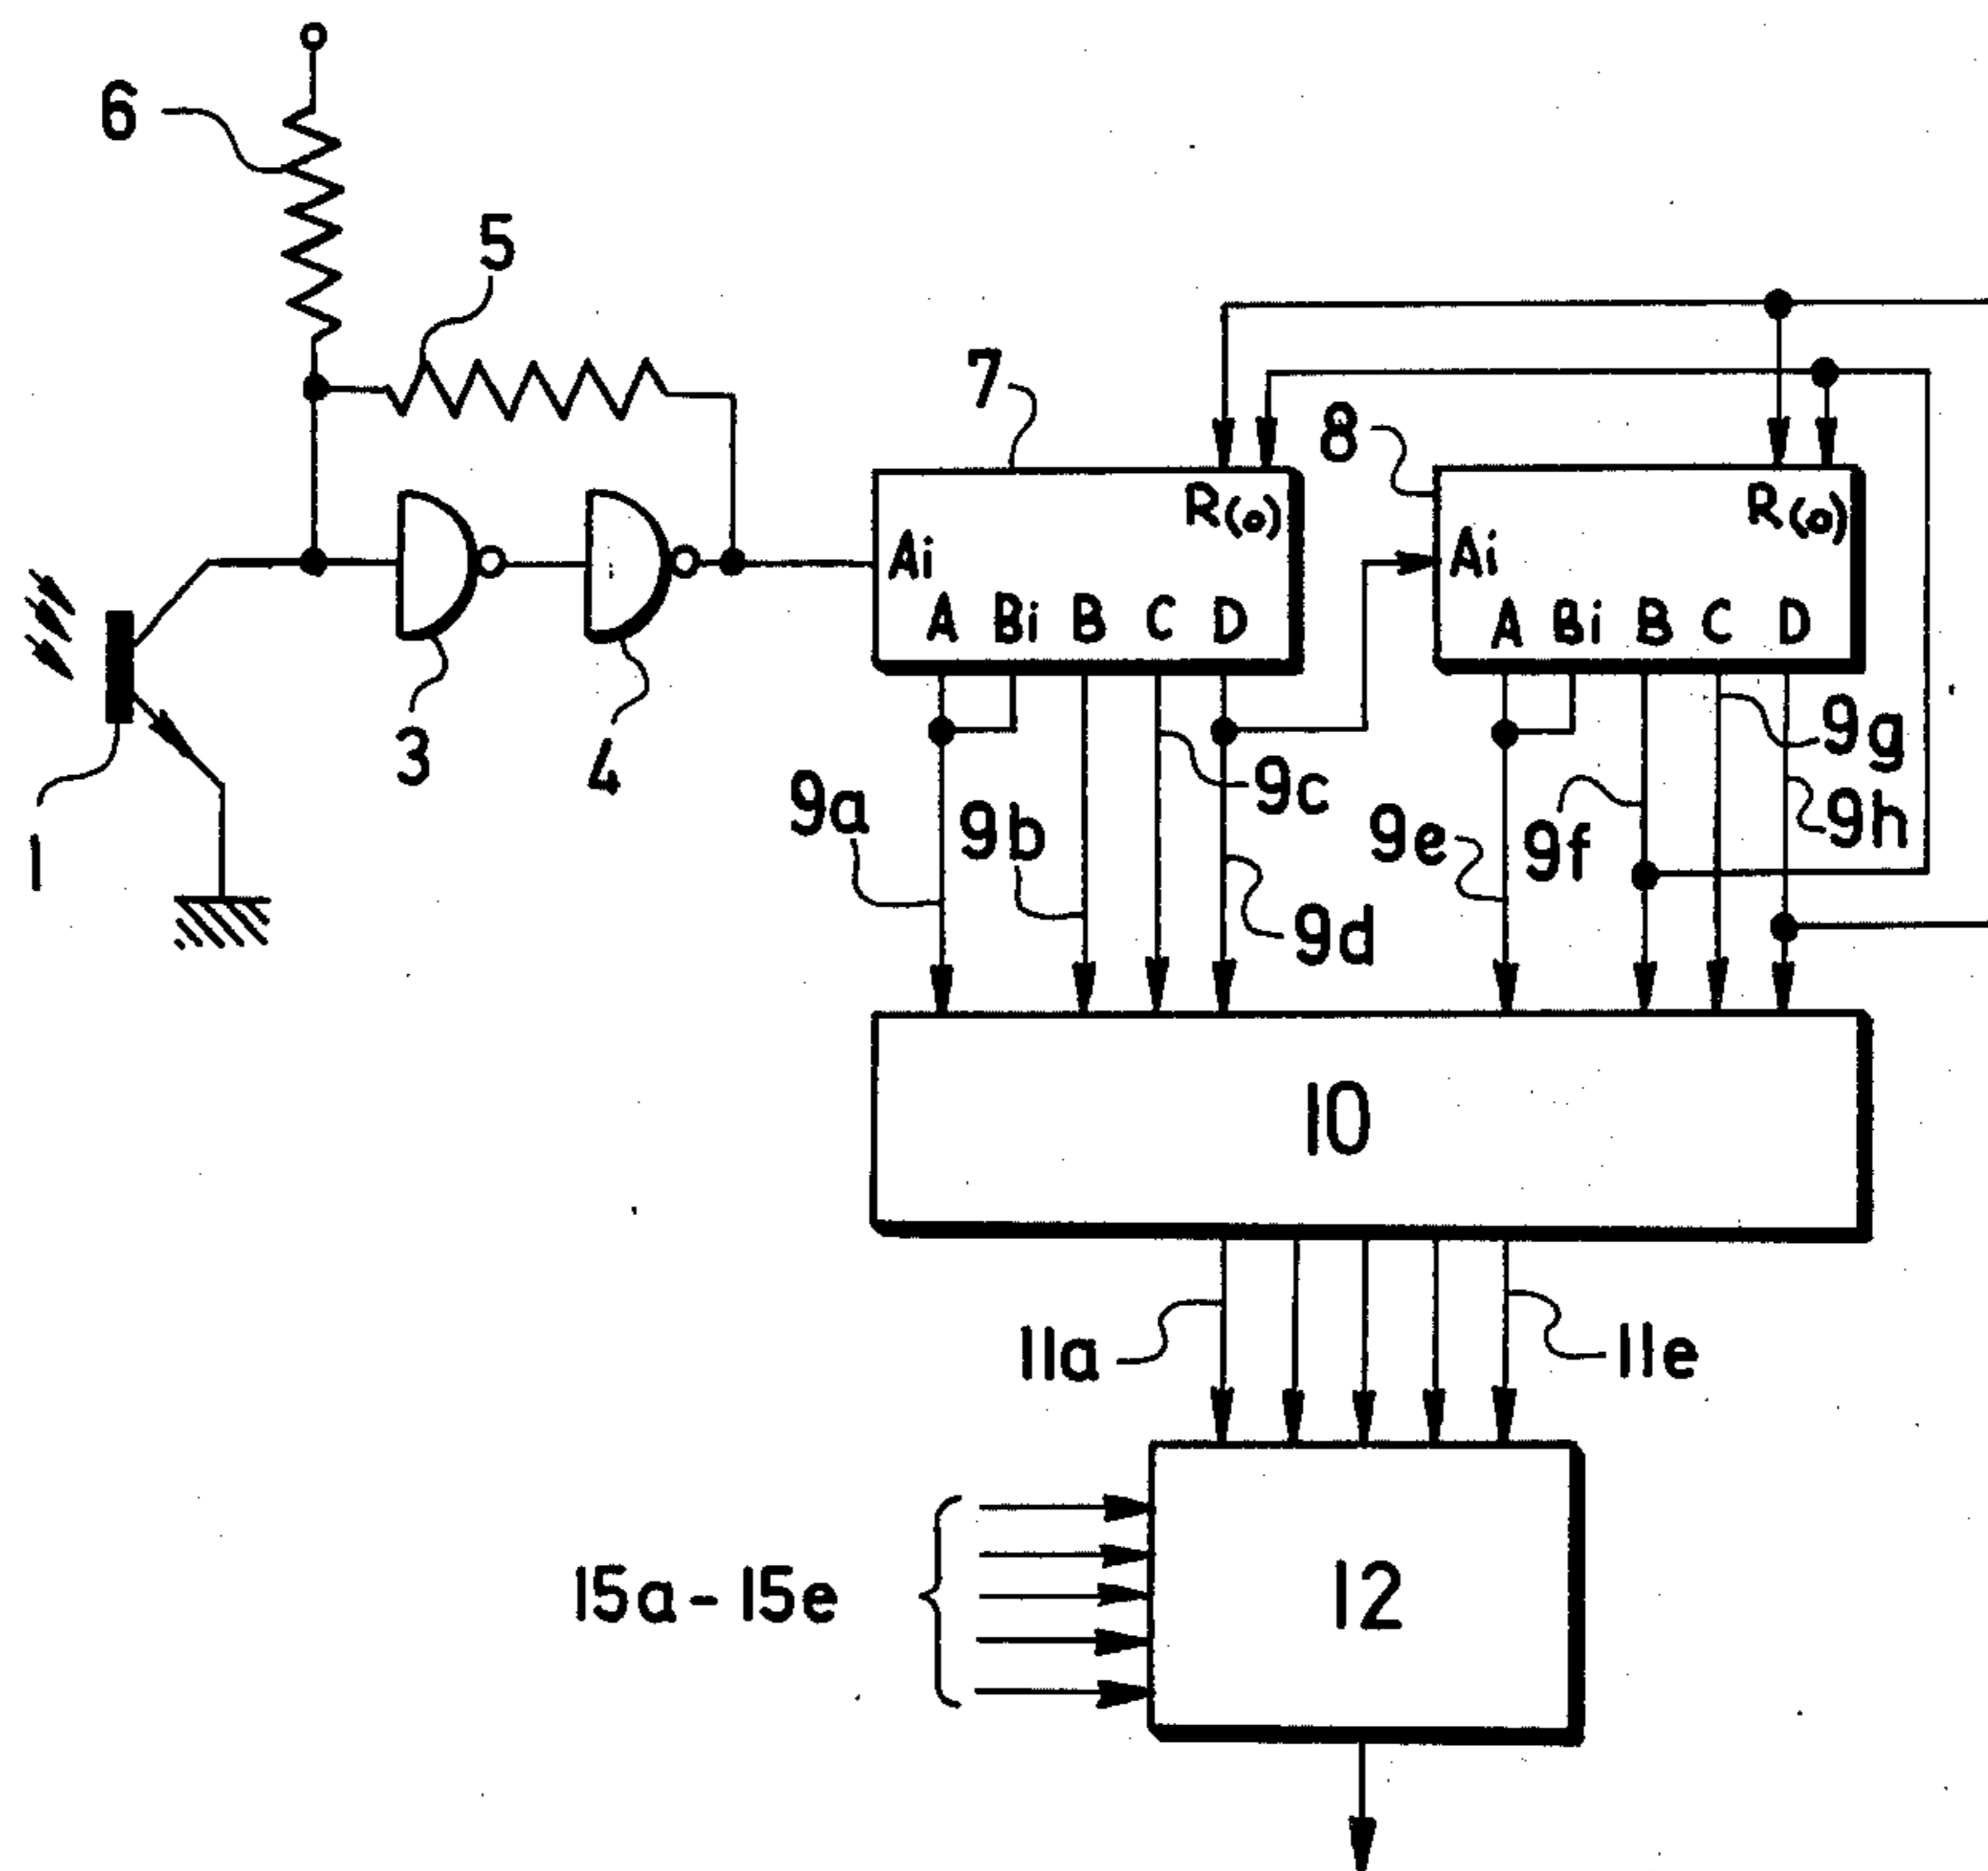 6
5
7
8
R(o)
R(o)
Ai
Ai
A Bi B C D
A Bi B C D
1
3
4
9a
9b
9c
9d
9e
9f
9g
9h
10
11a
11e
15a - 15e
12